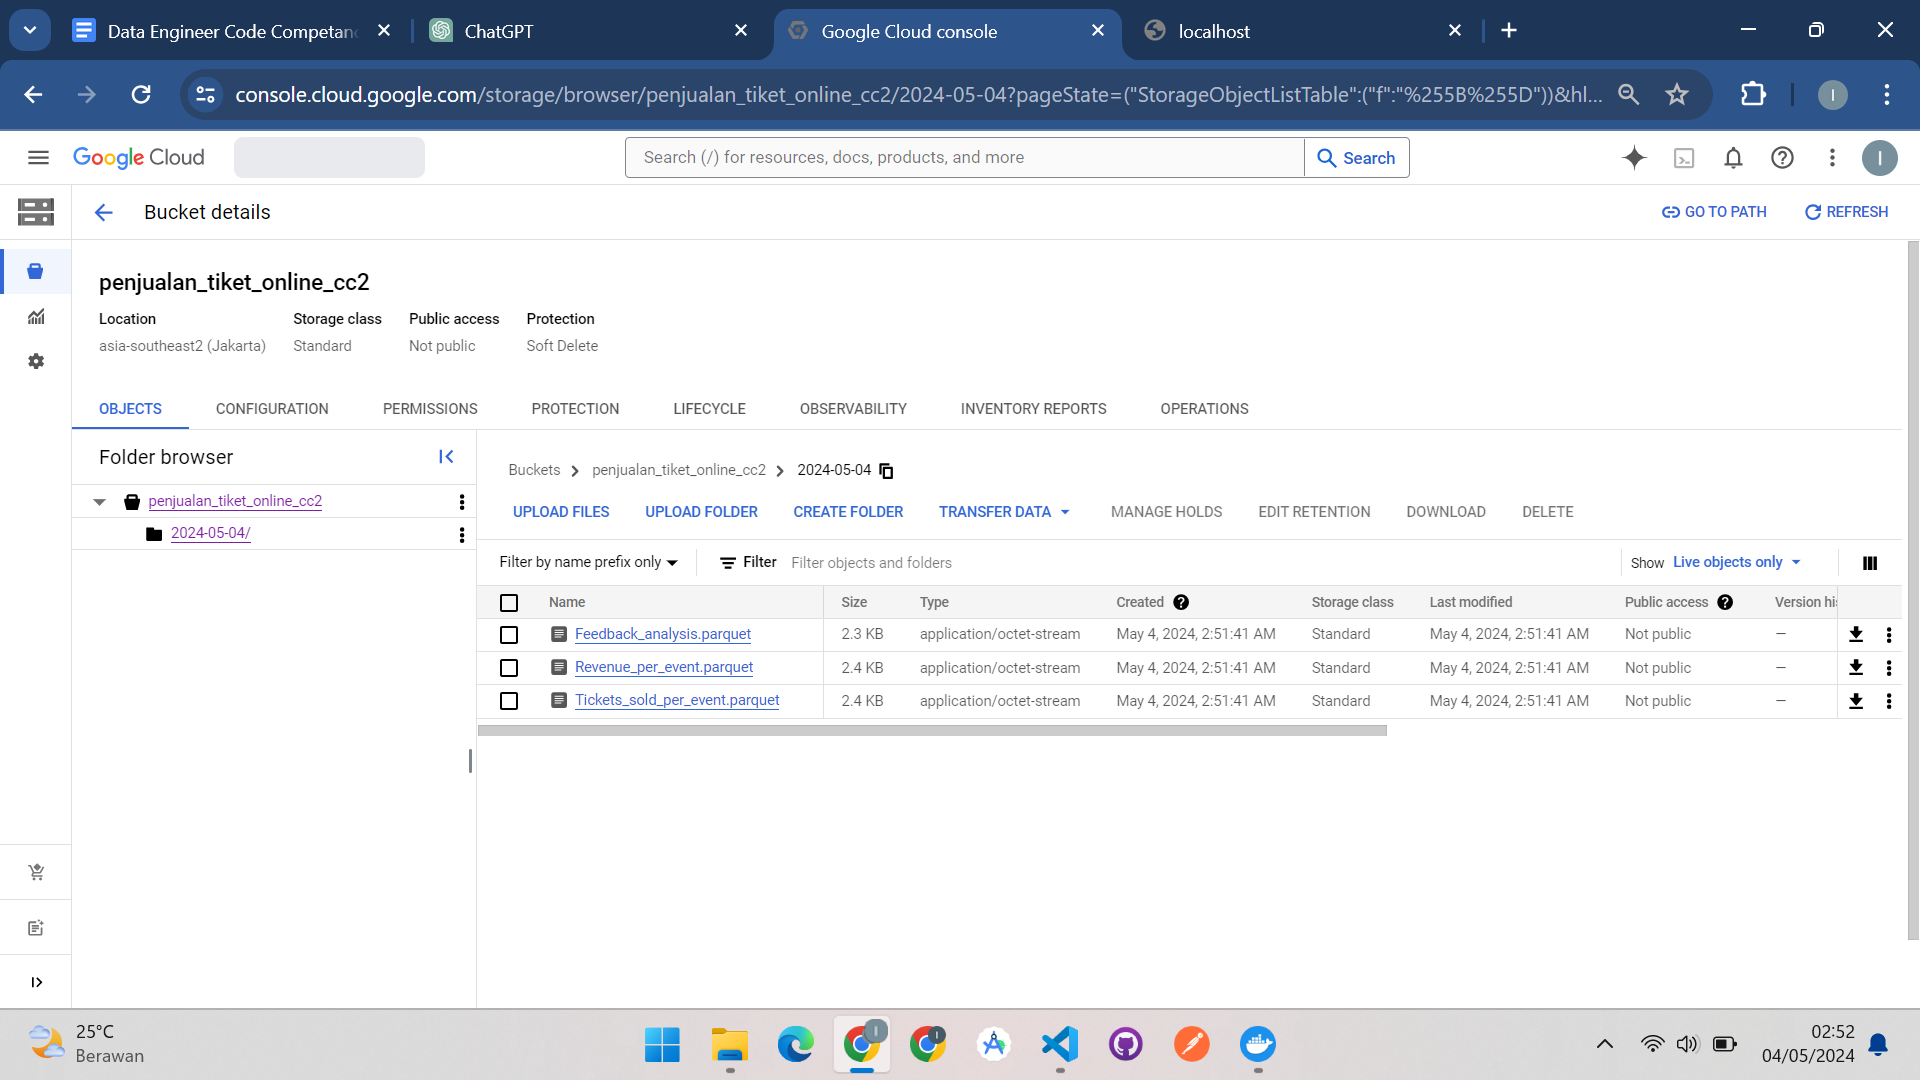 Data Engineer Code Competan
ChatGPT
Google Cloud console
localhost
console.cloud.google.com/storage/browser/penjualan_tiket_online_cc2/2024-05-04?pageState=("StorageObjectListTable":("f":"%255B%255D"))&hl...
I
Google Cloud
Search (/) for resources, docs, products, and more
Search
I
Bucket details
GO TO PATH
REFRESH
penjualan_tiket_online_cc2
Location Storage class Public access Protection
asia-southeast2 (Jakarta) Standard Not public Soft Delete
OBJECTS CONFIGURATION PERMISSIONS PROTECTION LIFECYCLE OBSERVABILITY INVENTORY REPORTS OPERATIONS
Folder browser
penjualan_tiket_online_cc2
2024-05-04/
Buckets > penjualan_tiket_online_cc2 > 2024-05-04
UPLOAD FILES UPLOAD FOLDER CREATE FOLDER TRANSFER DATA MANAGE HOLDS EDIT RETENTION DOWNLOAD DELETE
Filter by name prefix only Filter Filter objects and folders Show Live objects only
Name Size Type Created Storage class Last modified Public access Version his
Feedback_analysis.parquet 2.3 KB application/octet-stream May 4, 2024, 2:51:41 AM Standard May 4, 2024, 2:51:41 AM Not public —
Revenue_per_event.parquet 2.4 KB application/octet-stream May 4, 2024, 2:51:41 AM Standard May 4, 2024, 2:51:41 AM Not public —
Tickets_sold_per_event.parquet 2.4 KB application/octet-stream May 4, 2024, 2:51:41 AM Standard May 4, 2024, 2:51:41 AM Not public —
25°C
Berawan
02:52
04/05/2024